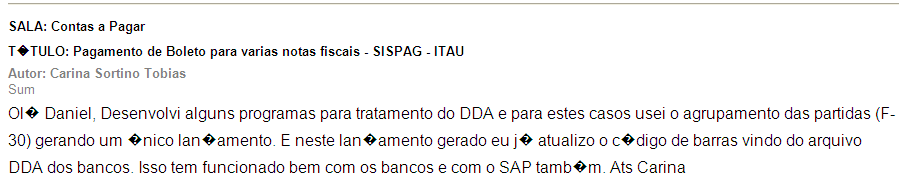 SALA: Contas a Pagar
T�TULO: Pagamento de Boleto para varias notas fiscais - SISPAG - ITAU
Autor: Carina Sortino Tobias
Sum
Ol� Daniel, Desenvolvi alguns programas para tratamento do DDA e para estes casos usei o agrupamento das partidas (F-
30) gerando um �nico lan�amento. E neste lan�amento gerado eu j� atualizo o c�digo de barras vindo do arquivo
DDA dos bancos. Isso tem funcionado bem com os bancos e com o SAP tamb�m. Ats Carina